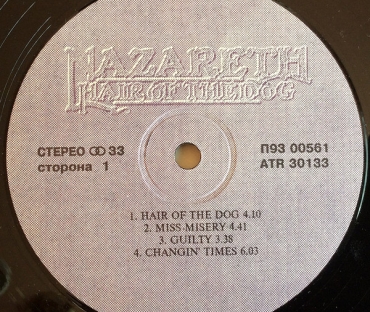 NAZARETH
HAIR OF THE DOG
СТЕРЕО 33
сторона 1
П93 00561
ATR 30133
1. HAIR OF THE DOG 4.10
2. MISS MISERY 4.41
3. GUILTY 3.38
4. CHANGIN' TIMES 6.03